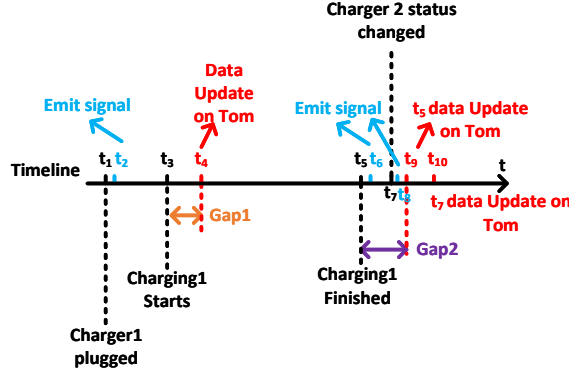 Charger 2 status
changed
Data
Update
on Tom
Emit signal
Emit signal
t5 data Update
on Tom
Timeline
t1
t2
t3
t4
t5
t6
t7
t8
t9
t10
t
t7 data Update on
Tom
Gap1
Gap2
Charging1
Starts
Charging1
Finished
Charger1
plugged